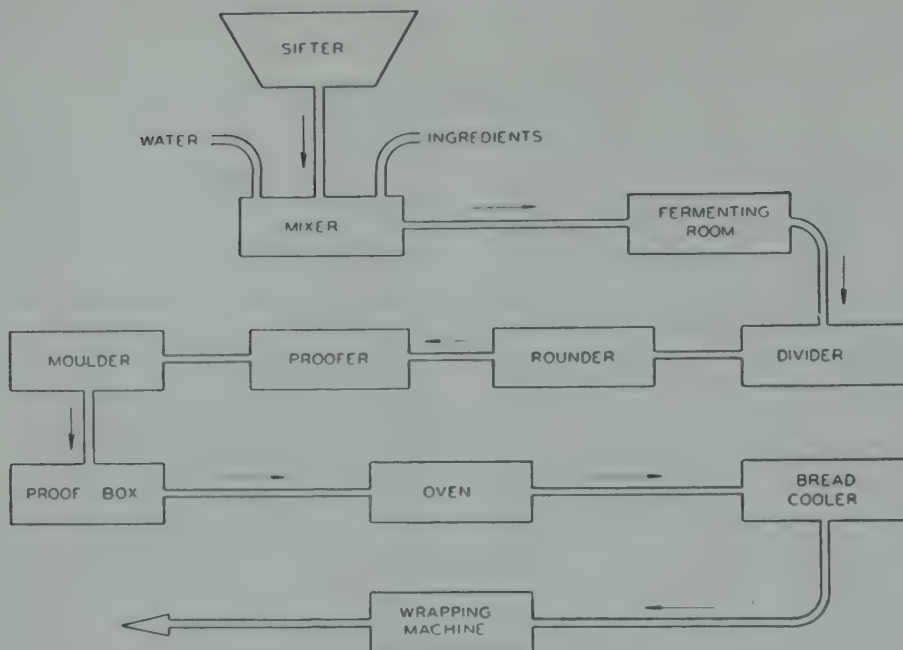 SIFTER
WATER
INGREDIENTS
MIXER
FERMENTING
ROOM
MOULDER
PROOFER
ROUNDER
DIVIDER
PROOF BOX
OVEN
BREAD
COOLER
WRAPPING
MACHINE